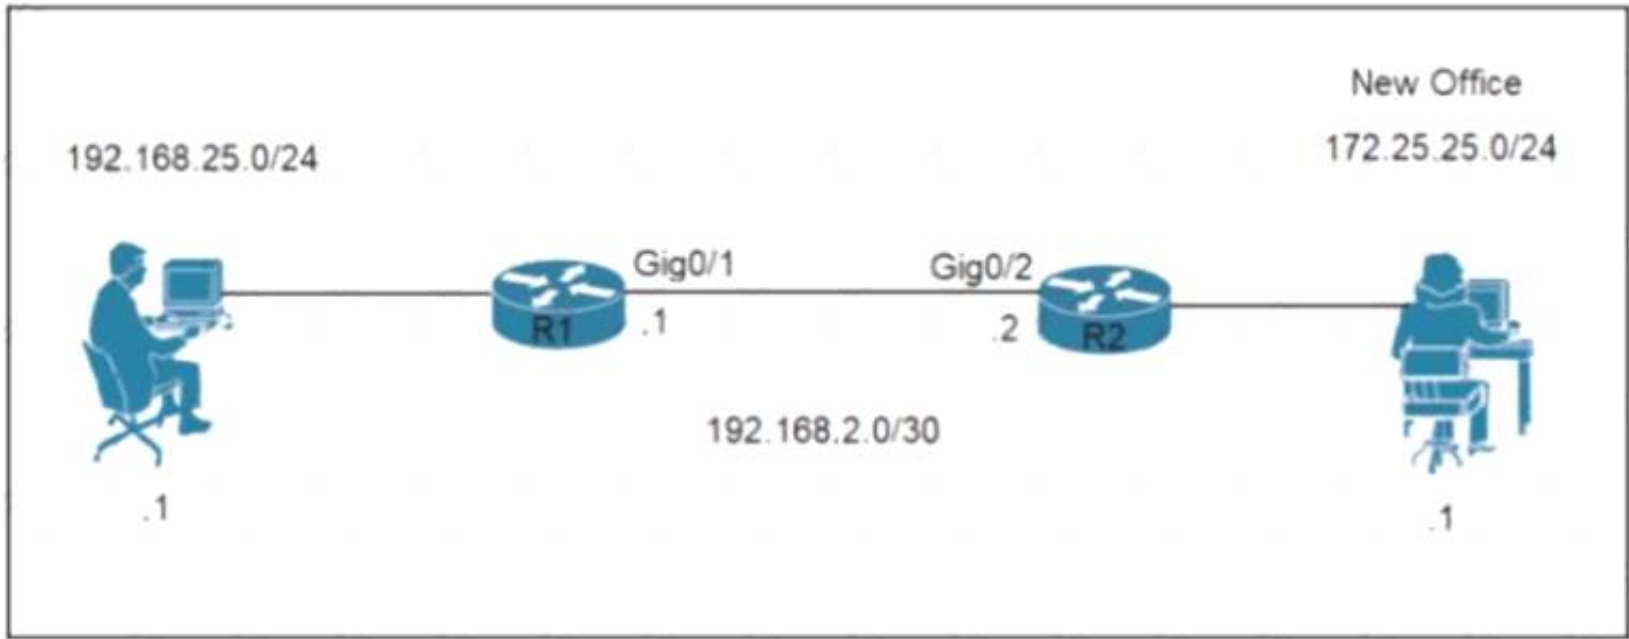 New Office
192.168.25.0/24
172.25.25.0/24
Gig0/1
Gig0/2
R1
.1
.2
R2
192.168.2.0/30
.1
.1